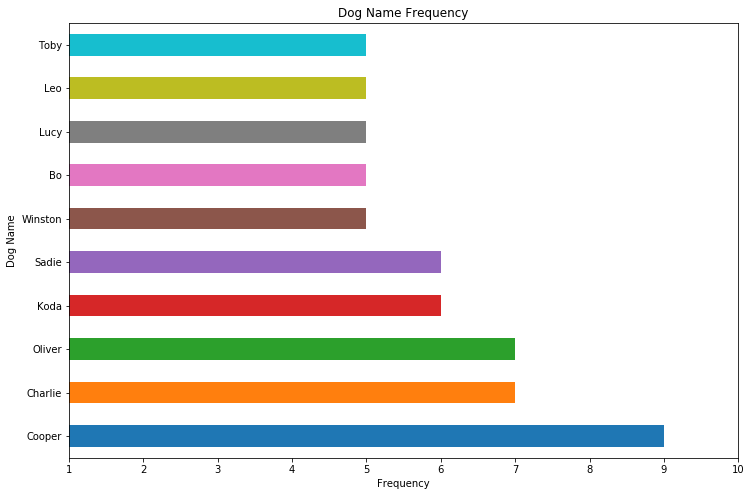 Dog Name Frequency
Toby
Leo
Lucy
Bo
Winston
Dog Name
Sadie
Koda
Oliver
Charlie
Cooper
1 2 3 4 5 6 7 8 9 10
Frequency